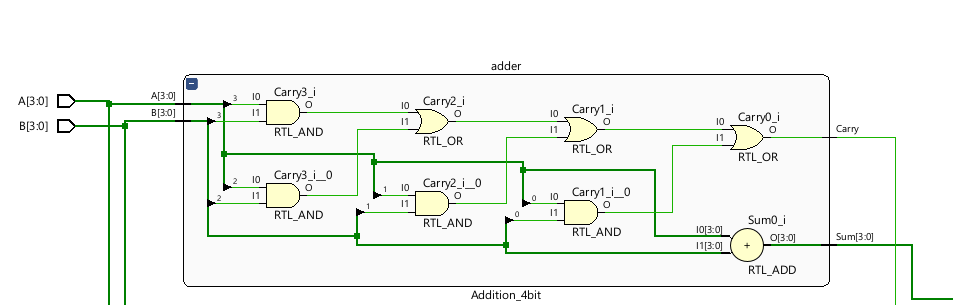 adder
A[3:0]
B[3:0]
A[3:0]
B[3:0]
3
3
Carry3_i
I0
I1
O
RTL_AND
Carry2_i
I0
I1
O
RTL_OR
Carry1_i
I0
I1
O
RTL_OR
Carry0_i
I0
I1
O
RTL_OR
Carry
2
2
Carry3_i__0
I0
I1
O
RTL_AND
1
1
Carry2_i__0
I0
I1
O
RTL_AND
0
0
Carry1_i__0
I0
I1
O
RTL_AND
Sum0_i
I0[3:0]
I1[3:0]
+
O[3:0]
RTL_ADD
Sum[3:0]
Addition_4bit